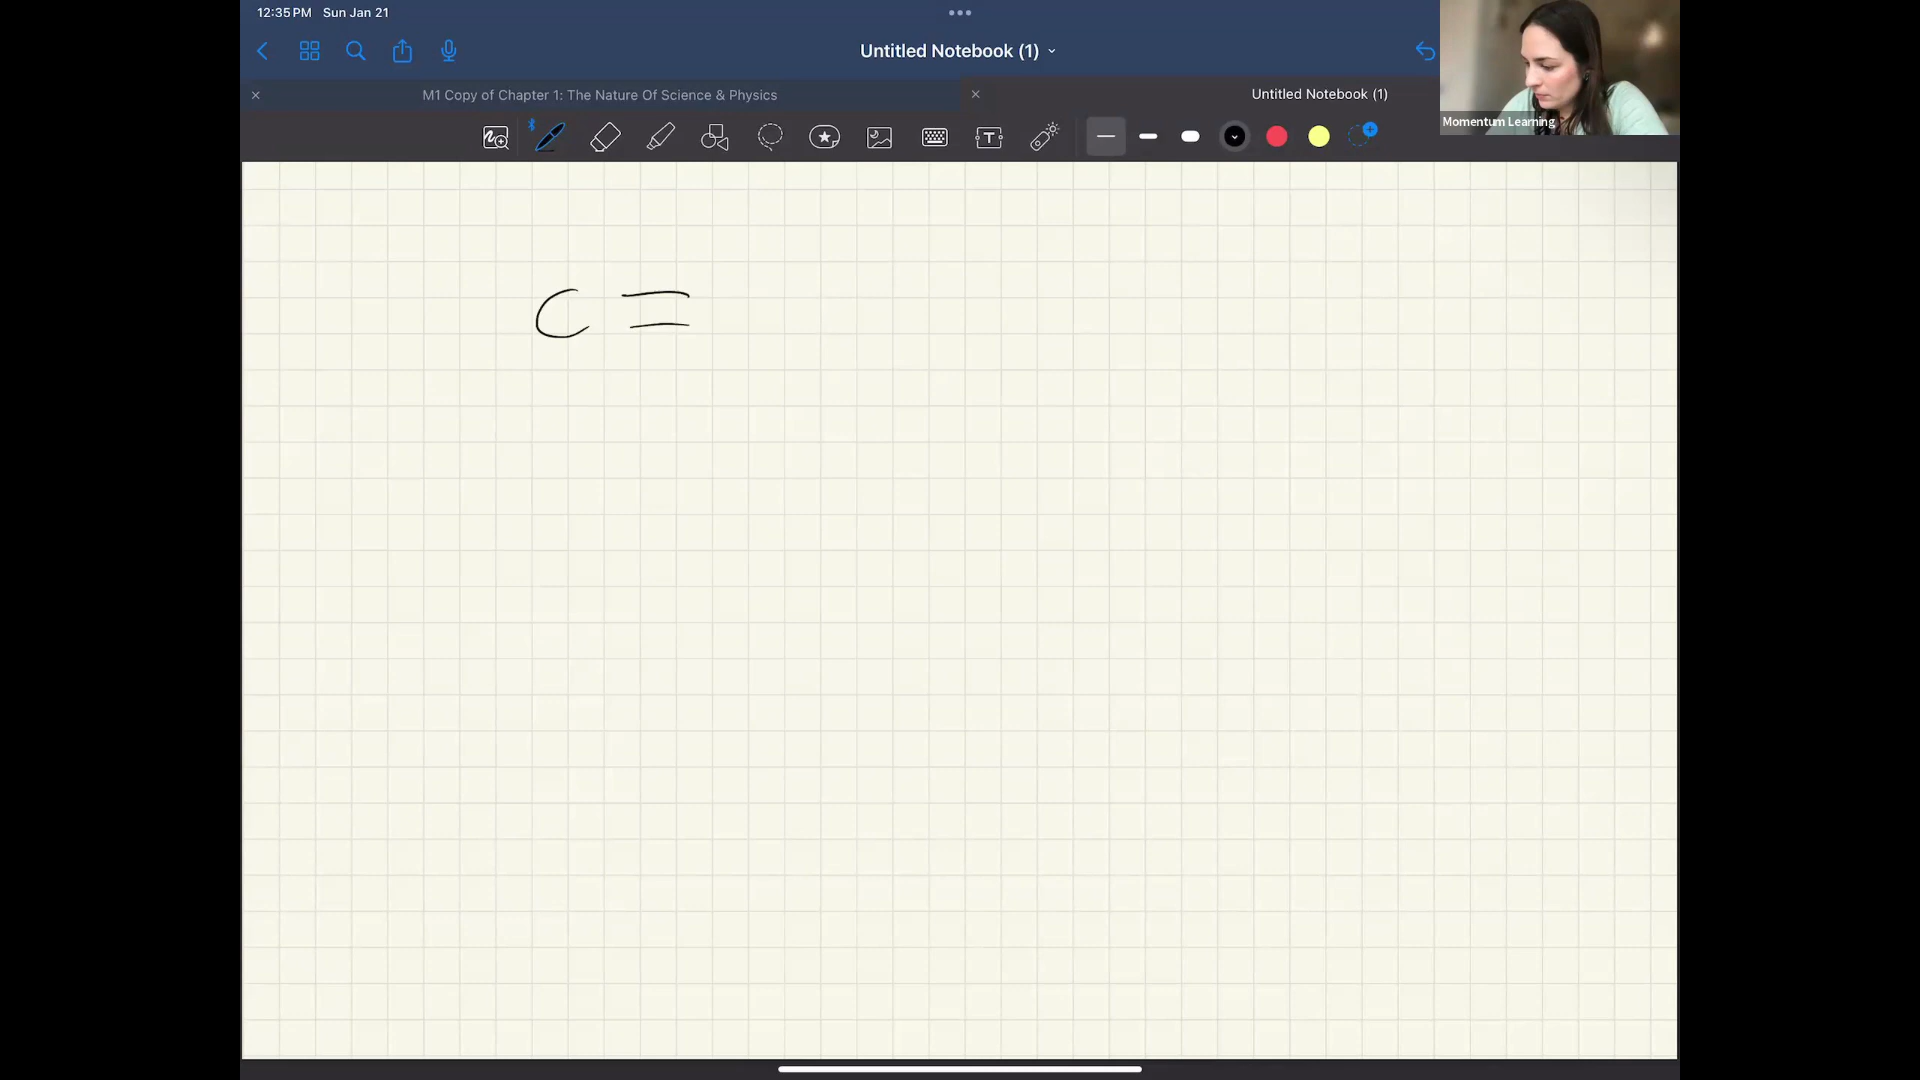 12:35 PM Sun Jan 21
Untitled Notebook (1)
M1 Copy of Chapter 1: The Nature Of Science & Physics
Untitled Notebook (1)
Momentum Learning
T
C =